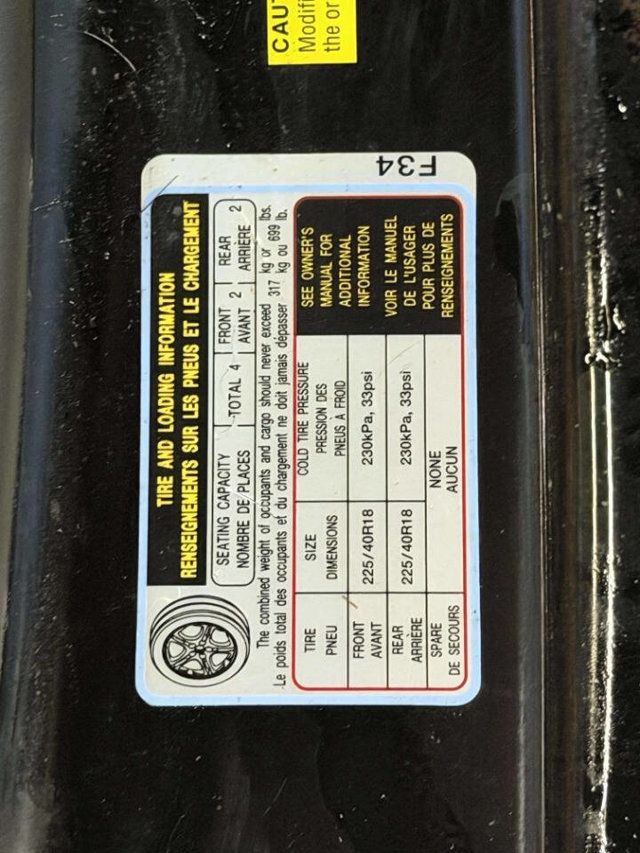 CAU
Modifi
the or
F34
TIRE AND LOADING INFORMATION
RENSEIGNEMENTS SUR LES PNEUS ET LE CHARGEMENT
SEATING CAPACITY
NOMBRE DE PLACES
TOTAL 4
FRONT
AVANT
2
REAR
ARRIÈRE
2
The combined weight of occupants and cargo should never exceed 317 kg or 699 lbs.
Le poids total des occupants et du chargement ne doit jamais dépasser kg ou lb.
TIRE
PNEU
SIZE
DIMENSIONS
COLD TIRE PRESSURE
PRESSION DES
PNEUS À FROID
FRONT
AVANT
225/40R18
230kPa, 33psi
REAR
ARRIÈRE
225/40R18
230kPa, 33psi
SPARE
DE SECOURS
NONE
AUCUN
SEE OWNER'S
MANUAL FOR
ADDITIONAL
INFORMATION
VOIR LE MANUEL
DE L'USAGER
POUR PLUS DE
RENSEIGNEMENTS